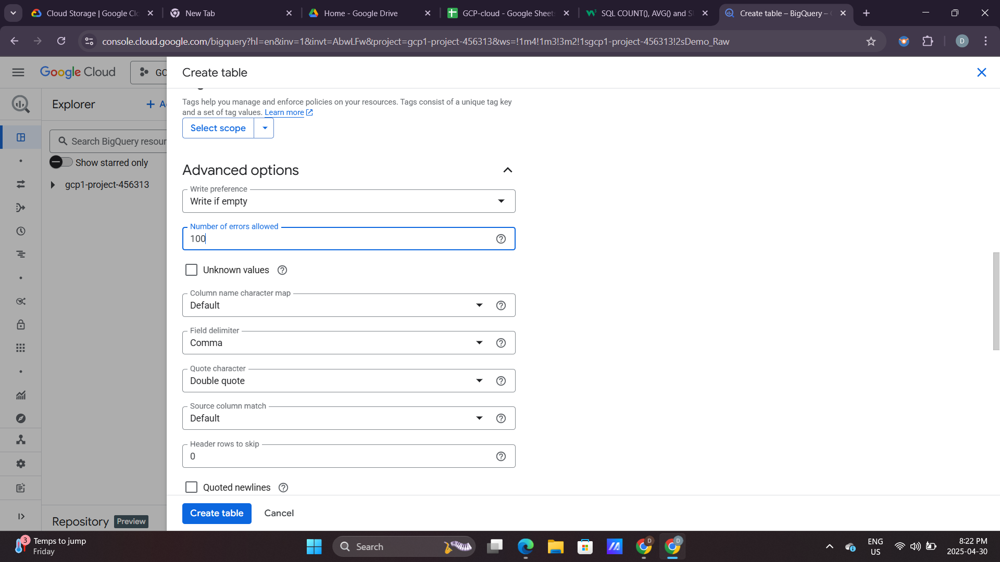 Cloud Storage | Google Clo
New Tab
Home - Google Drive
GCP-cloud - Google Sheets
SQL COUNT(), AVG() and SU
Create table – BigQuery –
console.cloud.google.com/bigquery?hl=en&inv=1&invt=AbwLFw&project=gcp1-project-456313&ws=!1m4!1m3!3m2!1sgcp1-project-456313!2sDemo_Raw
D
Google Cloud
GC
Explorer
+ A
Search BigQuery resour
Show starred only
gcp1-project-456313
Repository
Preview
Create table
Tags help you manage and enforce policies on your resources. Tags consist of a unique tag key
and a set of tag values. Learn more
Select scope
Advanced options
Write preference
Write if empty
Number of errors allowed
100
Unknown values
Column name character map
Default
Field delimiter
Comma
Quote character
Double quote
Source column match
Default
Header rows to skip
0
Quoted newlines
Create table
Cancel
3
Temps to jump
Friday
Search
D
D
ENG
US
8:22 PM
2025-04-30